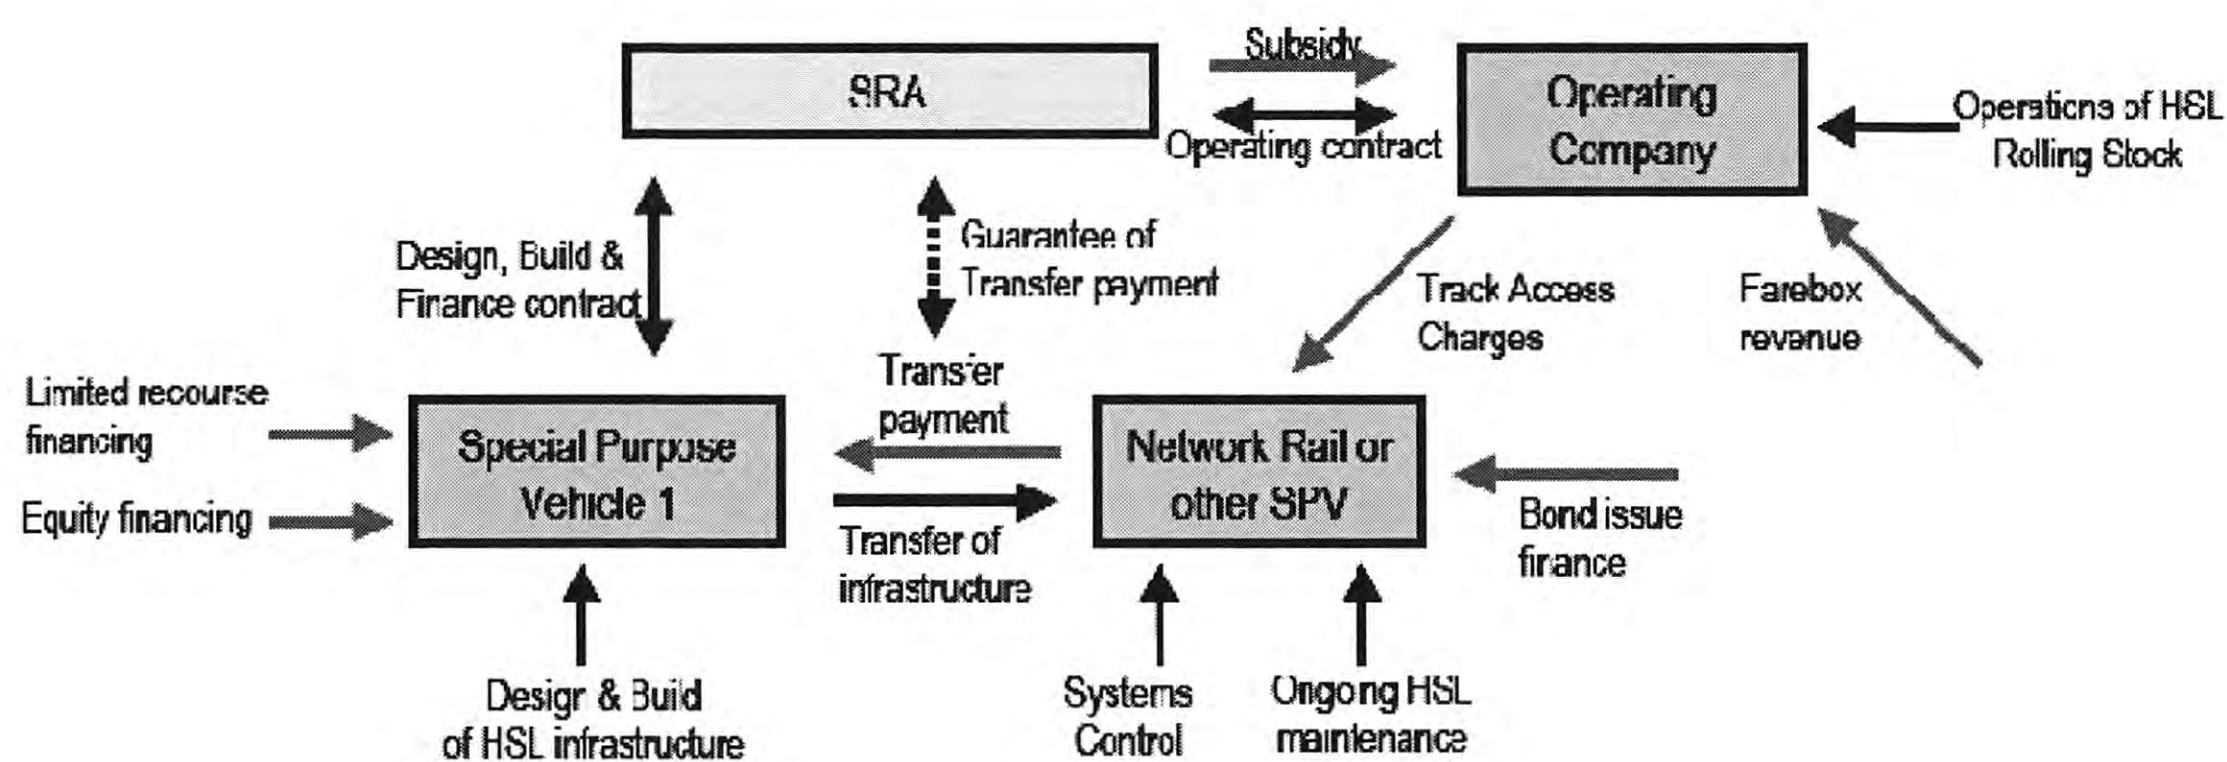 SRA
Subsidy
Operating contract
Operating
Company
Operations of HSL
Rolling Stock
Design, Build &
Finance contract
Guarantee of
Transfer payment
Track Access
Charges
Farebox
revenue
Limited recourse
financing
Equity financing
Special Purpose
Vehicle 1
Transfer
payment
Transfer of
infrastructure
Network Rail or
other SPV
Bond issue
finance
Design & Build
of HSL infrastructure
Systems
Control
Ongoing HSL
maintenance